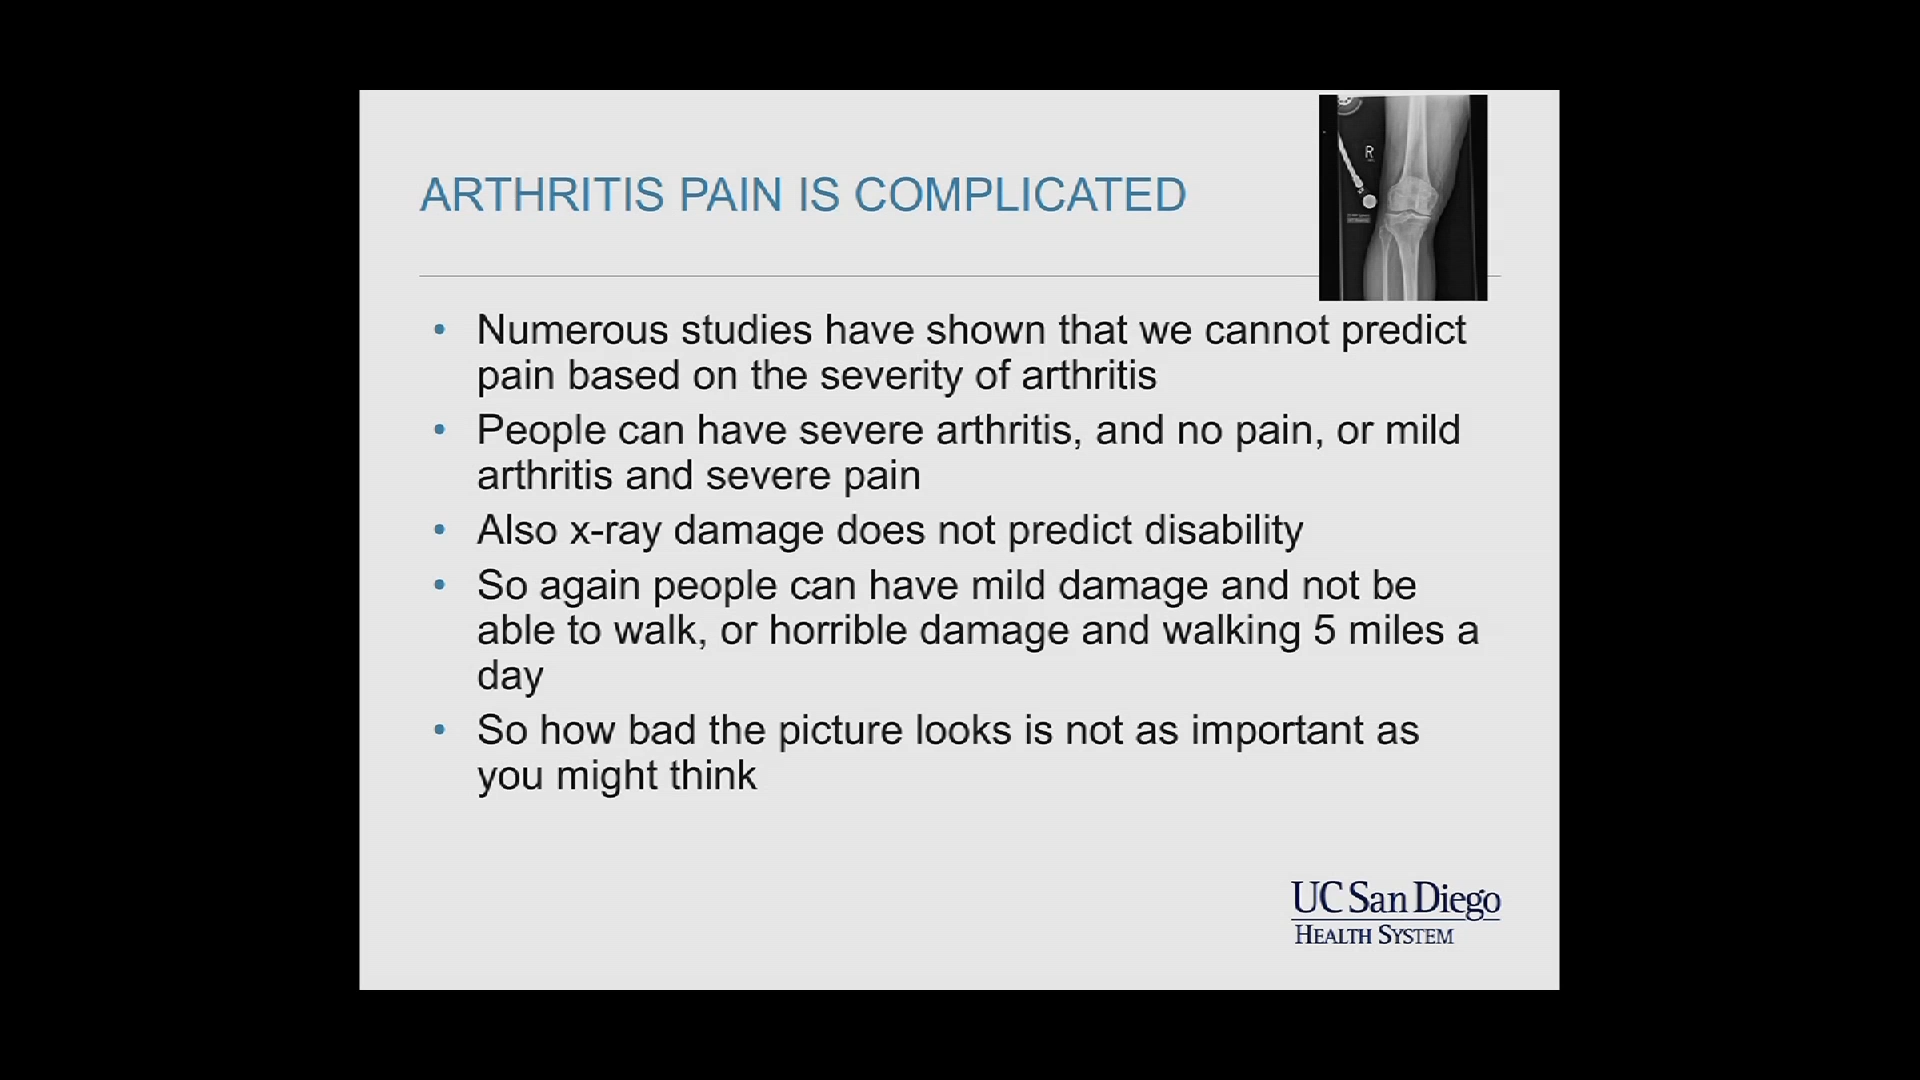 ARTHRITIS PAIN IS COMPLICATED
R
• Numerous studies have shown that we cannot predict
pain based on the severity of arthritis
• People can have severe arthritis, and no pain, or mild
arthritis and severe pain
• Also x-ray damage does not predict disability
• So again people can have mild damage and not be
able to walk, or horrible damage and walking 5 miles a
day
• So how bad the picture looks is not as important as
you might think
UC San Diego
HEALTH SYSTEM